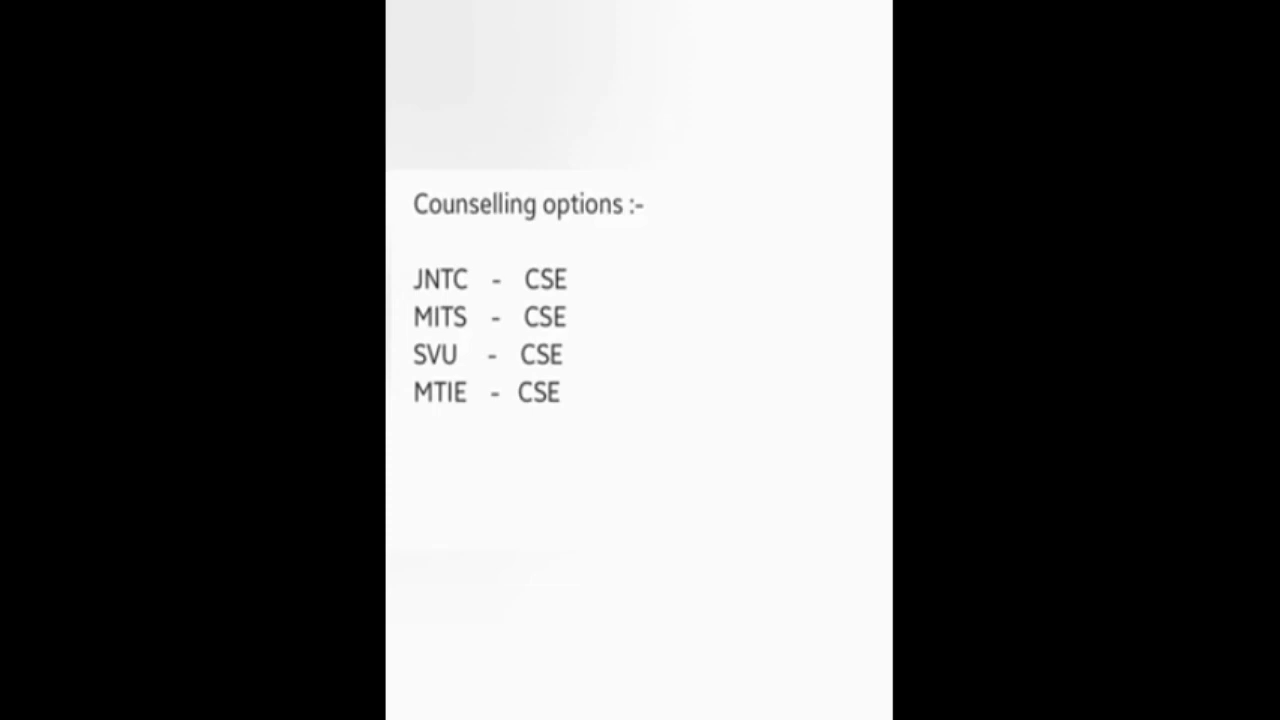 Counselling options :-
JNTC - CSE
MITS - CSE
SVU - CSE
MTIE - CSE